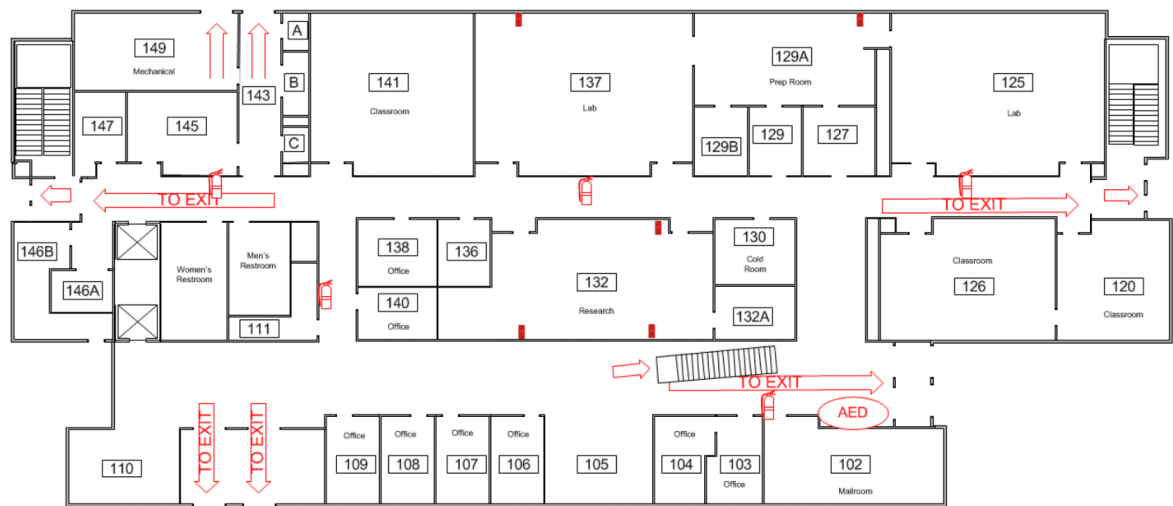 149
Mechanical
143
A
B
C
141
Classroom
137
Lab
129A
Prep Room
125
Lab
147
145
129B
129
127
TO EXIT
TO EXIT
146B
146A
Women's
Restroom
Men's
Restroom
111
138
Office
136
140
Office
132
Research
130
Cold
Room
132A
Classroom
126
120
Classroom
TO EXIT
AED
TO EXIT
TO EXIT
110
Office
109
Office
108
Office
107
Office
106
105
Office
104
103
Office
102
Mailroom